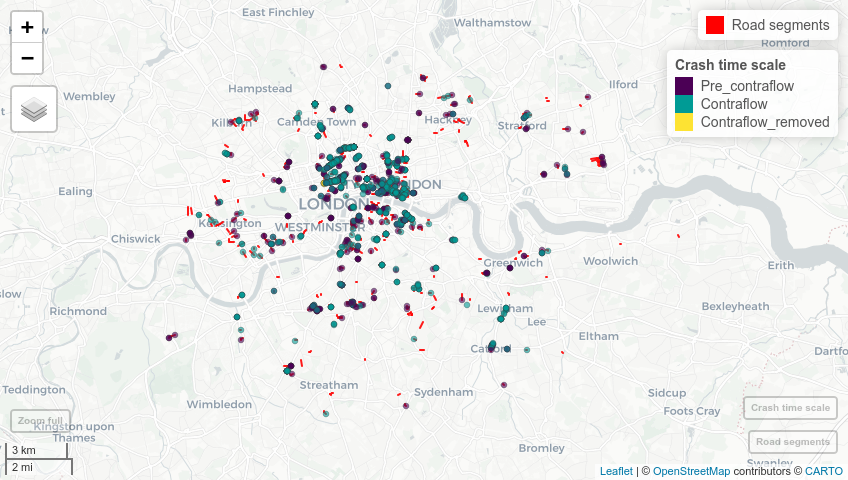 +
−
East Finchley
Walthamstow
Road segments
Romford
Crash time scale
Pre_contraflow
Contraflow
Contraflow_removed
Ilford
Hampstead
Wembley
Camden Town
Hackney
Stratford
Ealing
LONDON
Kensington
WESTMINSTER
Chiswick
Greenwich
Woolwich
Erith
Richmond
Lewisham
Lee
Bexleyheath
Eltham
Catford
Dartfo
Streatham
Teddington
Wimbledon
Sydenham
Sidcup
Foots Cray
Crash time scale
Zoom full
Kingston upon
Thames
Road segments
Bromley
Swanley
3 km
2 mi
Leaflet | © OpenStreetMap contributors © CARTO